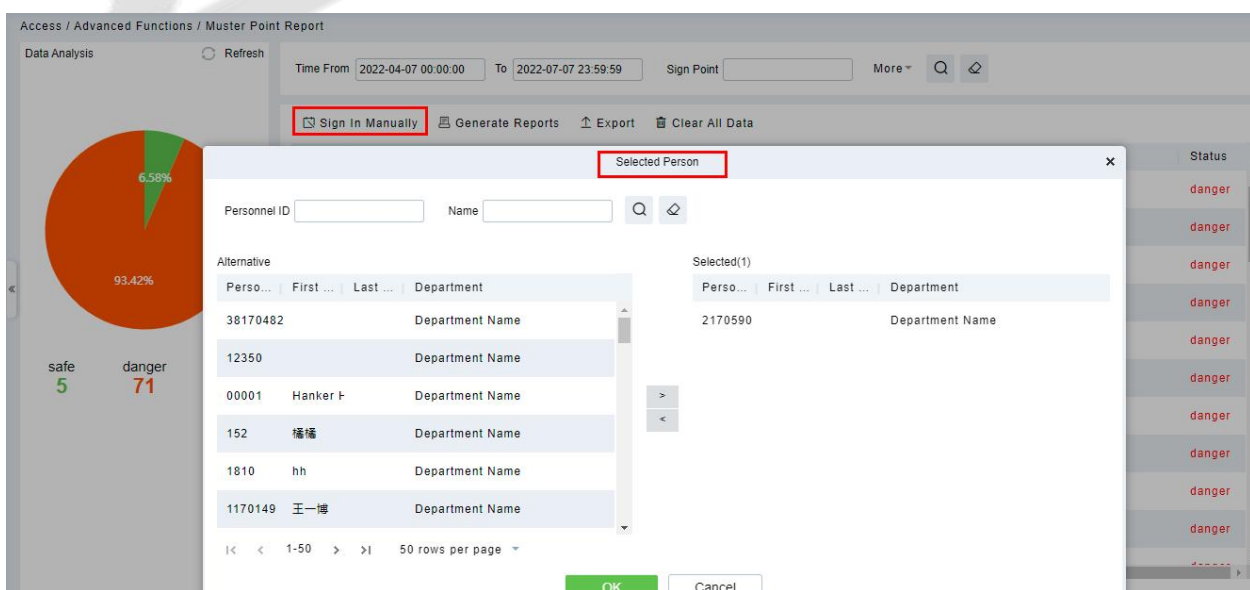 Access / Advanced Functions / Muster Point Report
Data Analysis Refresh
Time From 2022-04-07 00:00:00 To 2022-07-07 23:59:59 Sign Point More
Sign In Manually Generate Reports Export Clear All Data
Selected Person
Status
6.58%
93.42%
safe danger
5 71
danger
danger
danger
danger
danger
danger
danger
danger
danger
danger
Personnel ID Name
Alternative
Perso... First ... Last ... Department
38170482 Department Name
12350 Department Name
00001 Hanker H Department Name
152 橘橘 Department Name
1810 hh Department Name
1170149 王一博 Department Name
1-50 50 rows per page
Selected(1)
Perso... First ... Last ... Department
2170590 Department Name
> 
<
OK Cancel